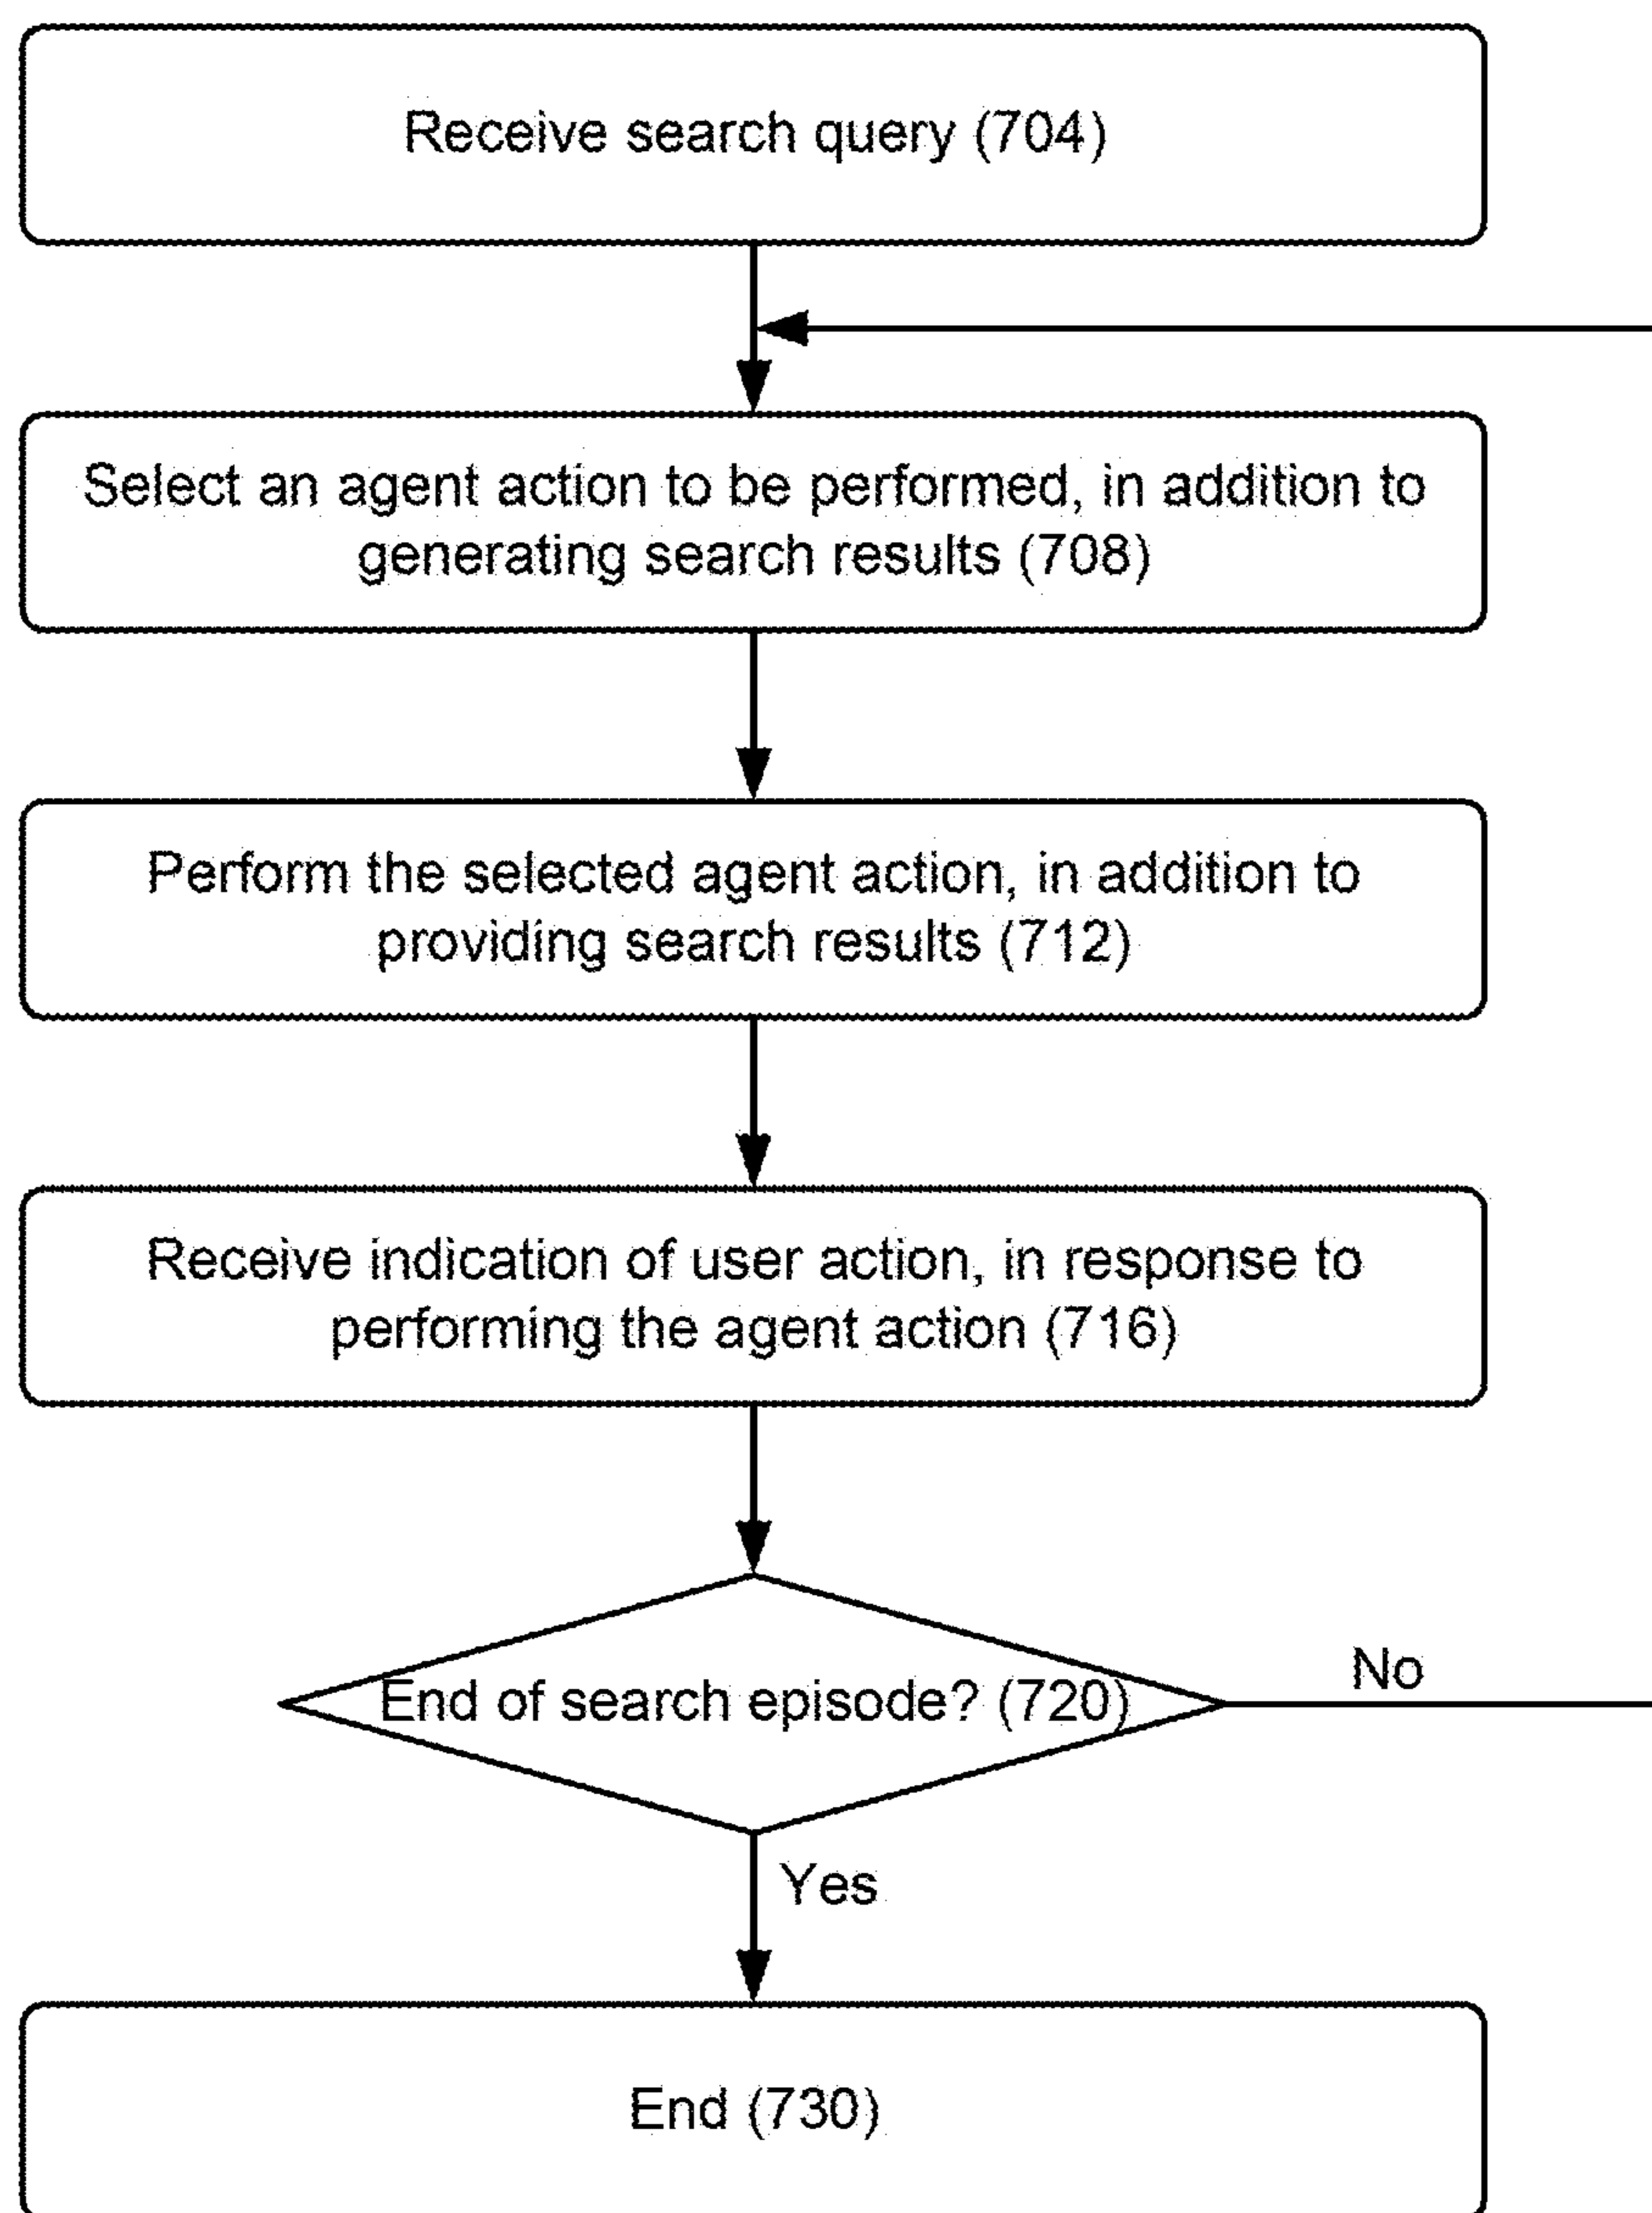 Receive search query (704)
Select an agent action to be performed, in addition to
generating search results (708)
Perform the selected agent action, in addition to
providing search results (712)
Receive indication of user action, in response to
performing the agent action (716)
End of search episode? (720)
No
Yes
End (730)